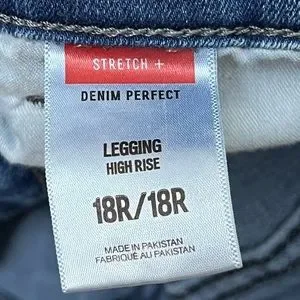 STRETCH +
DENIM PERFECT
LEGGING
HIGH RISE
18R/18R
MADE IN PAKISTAN
FABRIQUÉ AU PAKISTAN